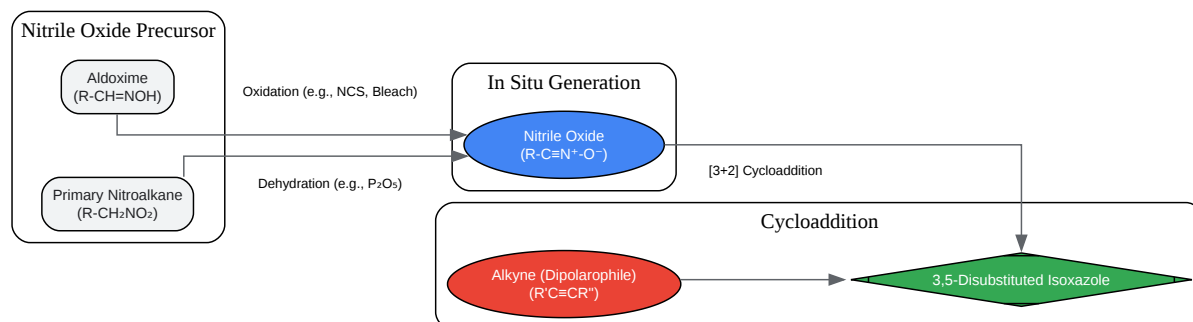 Nitrile Oxide Precursor
Aldoxime
(R-CH=NOH)
Oxidation (e.g., NCS, Bleach)
In Situ Generation
Nitrile Oxide
(R-C≡N⁺-O⁻)
Primary Nitroalkane
(R-CH₂NO₂)
Dehydration (e.g., P₂O₅)
[3+2] Cycloaddition
Cycloaddition
Alkyne (Dipolarophile)
(R'C≡CR")
3,5-Disubstituted Isoxazole